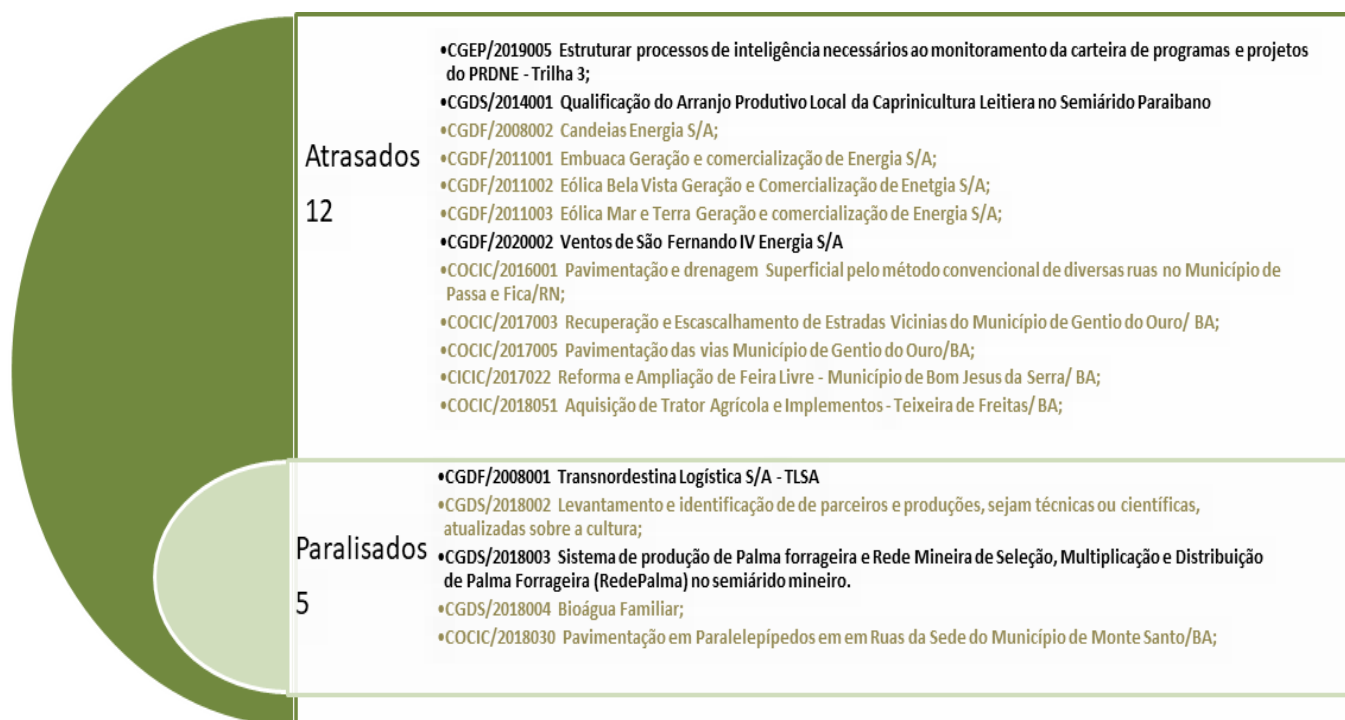 Atrasados
12
•CGEP/2019005 Estruturar processos de inteligência necessários ao monitoramento da carteira de programas e projetos
do PRDNE - Trilha 3;
•CGDS/2014001 Qualificação do Arranjo Produtivo Local da Caprinicultura Leitiera no Semiárido Paraibano
•CGDF/2008002 Candeias Energia S/A;
•CGDF/2011001 Embuaca Geração e comercialização de Energia S/A;
•CGDF/2011002 Eólica Bela Vista Geração e Comercialização de Enetgia S/A;
•CGDF/2011003 Eólica Mar e Terra Geração e comercialização de Energia S/A;
•CGDF/2020002 Ventos de São Fernando IV Energia S/A
•COCIC/2016001 Pavimentação e drenagem Superficial pelo método convencional de diversas ruas no Município de
Passa e Fica/RN;
•COCIC/2017003 Recuperação e Escascalhamento de Estradas Vicinias do Município de Gentio do Ouro/ BA;
•COCIC/2017005 Pavimentação das vias Município de Gentio do Ouro/BA;
•CICIC/2017022 Reforma e Ampliação de Feira Livre - Município de Bom Jesus da Serra/ BA;
•COCIC/2018051 Aquisição de Trator Agrícola e Implementos - Teixeira de Freitas/ BA;
Paralisados
5
•CGDF/2008001 Transnordestina Logística S/A - TLSA
•CGDS/2018002 Levantamento e identificação de de parceiros e produções, sejam técnicas ou científicas,
atualizadas sobre a cultura;
•CGDS/2018003 Sistema de produção de Palma forrageira e Rede Mineira de Seleção, Multiplicação e Distribuição
de Palma Forrageira (RedePalma) no semiárido mineiro.
•CGDS/2018004 Bioágua Familiar;
•COCIC/2018030 Pavimentação em Paralelepípedos em em Ruas da Sede do Município de Monte Santo/BA;